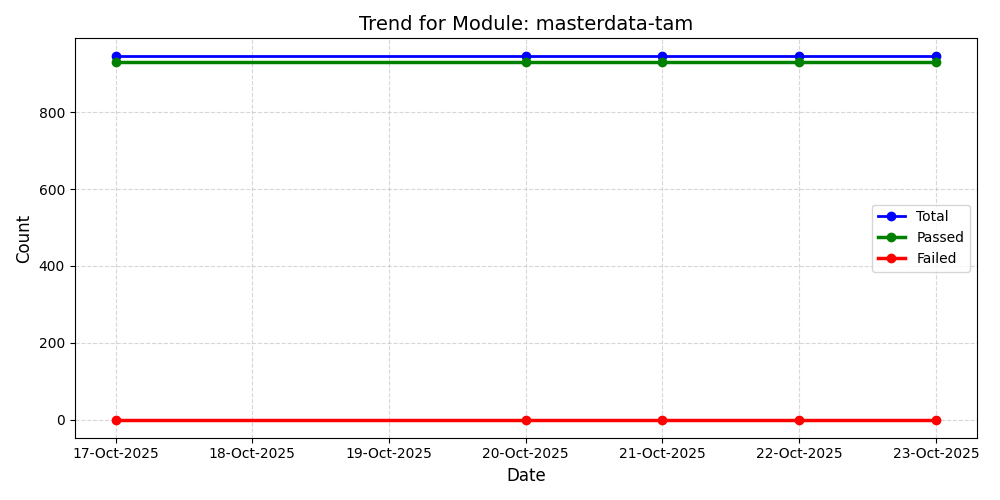 Trend for Module: masterdata-tam
800
600
400
200
0
Count
Total
Passed
Failed
17-Oct-2025 18-Oct-2025 19-Oct-2025 20-Oct-2025 21-Oct-2025 22-Oct-2025 23-Oct-2025
Date